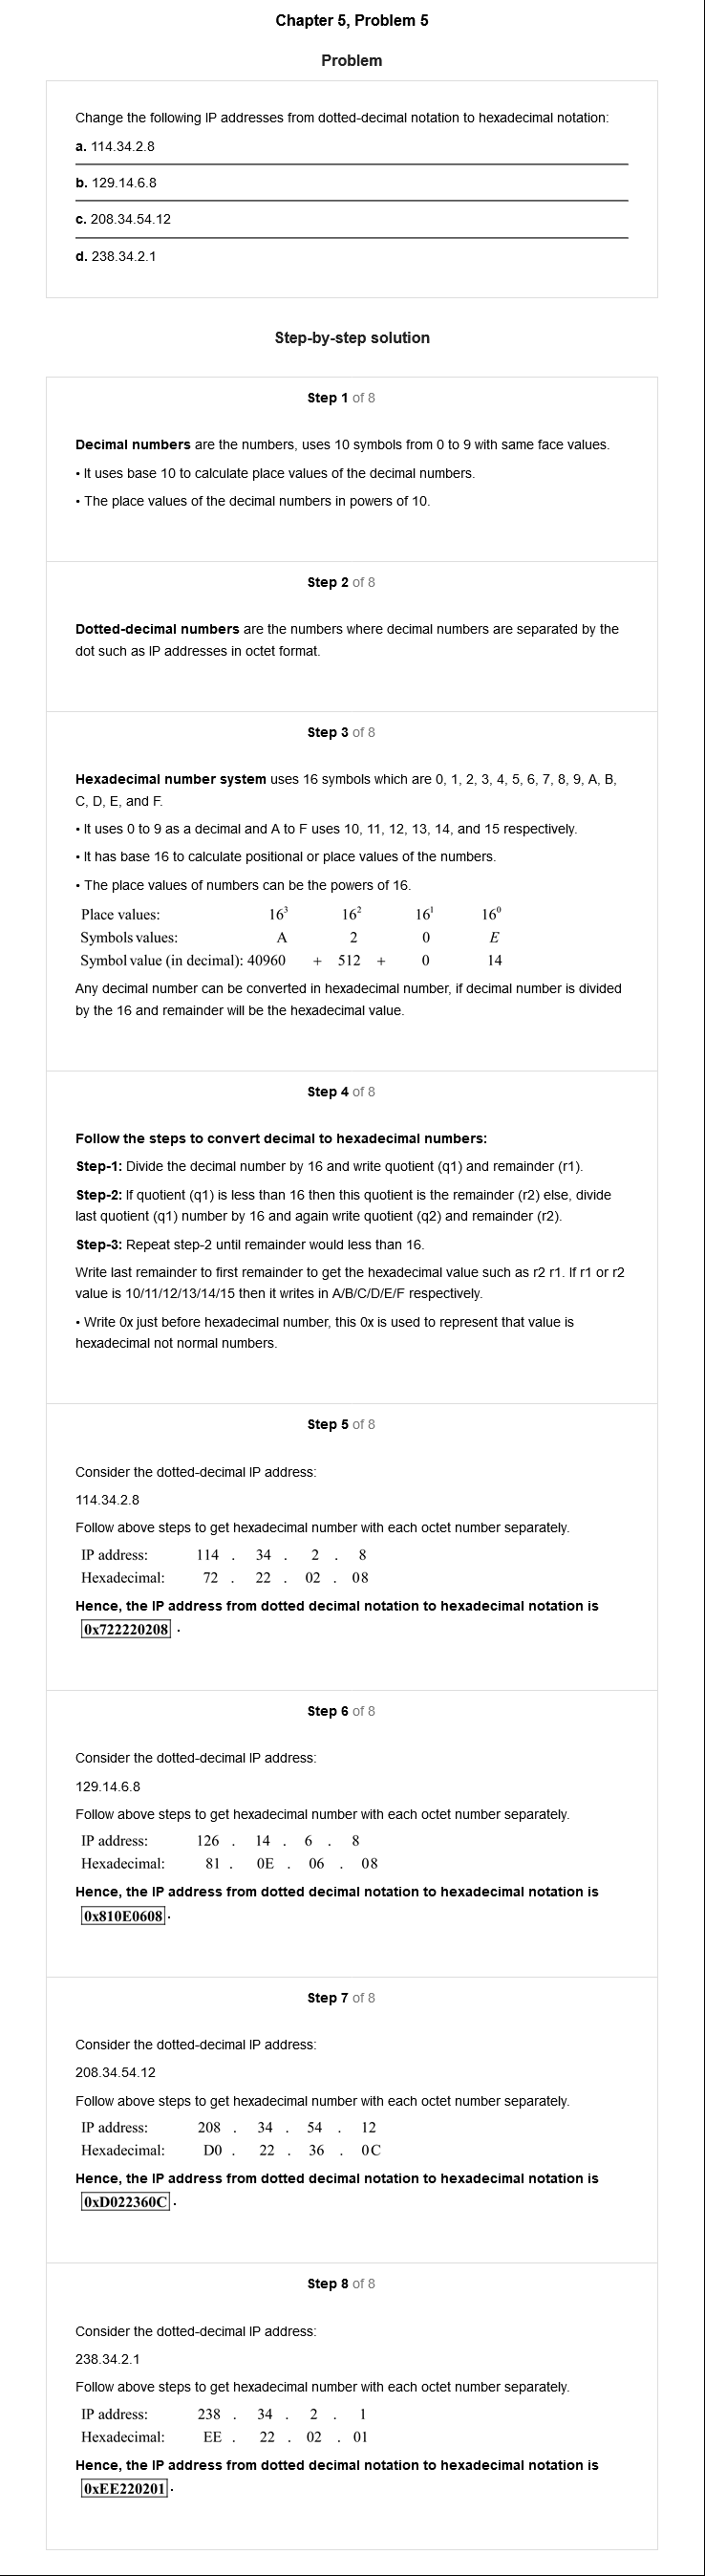 Chapter 5, Problem 5
Problem
Change the following IP addresses from dotted-decimal notation to hexadecimal notation:
a. 114.34.2.8
b. 129.14.6.8
c. 208.34.54.12
d. 238.34.2.1
Step-by-step solution
Step 1 of 8
Decimal numbers are the numbers, uses 10 symbols from 0 to 9 with same face values.
• It uses base 10 to calculate place values of the decimal numbers.
• The place values of the decimal numbers in powers of 10.
Step 2 of 8
Dotted-decimal numbers are the numbers where decimal numbers are separated by the
dot such as IP addresses in octet format.
Step 3 of 8
Hexadecimal number system uses 16 symbols which are 0, 1, 2, 3, 4, 5, 6, 7, 8, 9, A, B,
C, D, E, and F.
• It uses 0 to 9 as a decimal and A to F uses 10, 11, 12, 13, 14, and 15 respectively.
• It has base 16 to calculate positional or place values of the numbers.
• The place values of numbers can be the powers of 16.
Place values: 16³ 16² 16¹ 16⁰
Symbols values: A 2 0 E
Symbol value (in decimal): 40960 + 512 + 0 14
Any decimal number can be converted in hexadecimal number, if decimal number is divided
by the 16 and remainder will be the hexadecimal value.
Step 4 of 8
Follow the steps to convert decimal to hexadecimal numbers:
Step-1: Divide the decimal number by 16 and write quotient (q1) and remainder (r1).
Step-2: If quotient (q1) is less than 16 then this quotient is the remainder (r2) else, divide
last quotient (q1) number by 16 and again write quotient (q2) and remainder (r2).
Step-3: Repeat step-2 until remainder would less than 16.
Write last remainder to first remainder to get the hexadecimal value such as r2 r1. If r1 or r2
value is 10/11/12/13/14/15 then it writes in A/B/C/D/E/F respectively.
• Write 0x just before hexadecimal number, this 0x is used to represent that value is
hexadecimal not normal numbers.
Step 5 of 8
Consider the dotted-decimal IP address:
114.34.2.8
Follow above steps to get hexadecimal number with each octet number separately.
IP address: 114 . 34 . 2 . 8
Hexadecimal: 72 . 22 . 02 . 08
Hence, the IP address from dotted decimal notation to hexadecimal notation is
0x722220208 .
Step 6 of 8
Consider the dotted-decimal IP address:
129.14.6.8
Follow above steps to get hexadecimal number with each octet number separately.
IP address: 126 . 14 . 6 . 8
Hexadecimal: 81 . 0E . 06 . 08
Hence, the IP address from dotted decimal notation to hexadecimal notation is
0x810E0608 .
Step 7 of 8
Consider the dotted-decimal IP address:
208.34.54.12
Follow above steps to get hexadecimal number with each octet number separately.
IP address: 208 . 34 . 54 . 12
Hexadecimal: D0 . 22 . 36 . 0C
Hence, the IP address from dotted decimal notation to hexadecimal notation is
0xD022360C .
Step 8 of 8
Consider the dotted-decimal IP address:
238.34.2.1
Follow above steps to get hexadecimal number with each octet number separately.
IP address: 238 . 34 . 2 . 1
Hexadecimal: EE . 22 . 02 . 01
Hence, the IP address from dotted decimal notation to hexadecimal notation is
0xEE220201 .